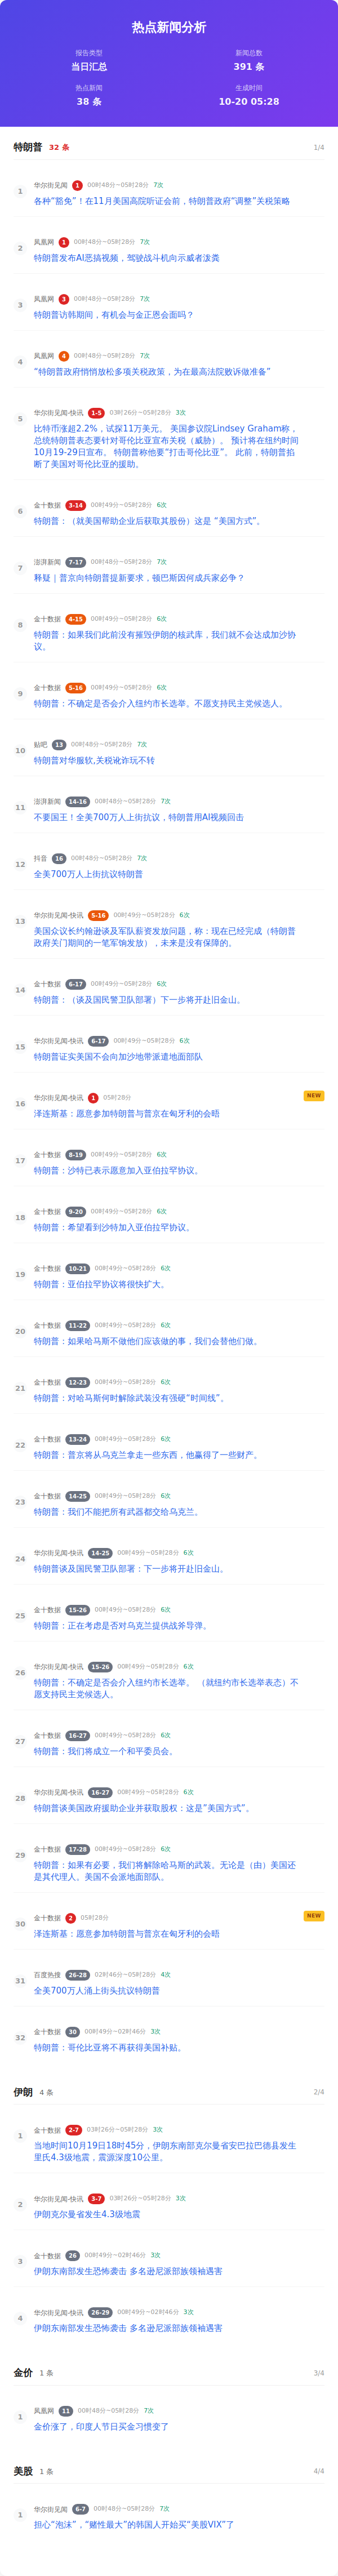 热点新闻分析
报告类型
当日汇总
新闻总数
391 条
热点新闻
38 条
生成时间
10-20 05:28
特朗普 32 条 1/4
1
华尔街见闻 1 00时48分~05时28分 7次
各种“豁免”！在11月美国高院听证会前，特朗普政府“调整”关税策略
2
凤凰网 1 00时48分~05时28分 7次
特朗普发布AI恶搞视频，驾驶战斗机向示威者泼粪
3
凤凰网 3 00时48分~05时28分 7次
特朗普访韩期间，有机会与金正恩会面吗？
4
凤凰网 4 00时48分~05时28分 7次
“特朗普政府悄悄放松多项关税政策，为在最高法院败诉做准备”
5
华尔街见闻-快讯 1-5 03时26分~05时28分 3次
比特币涨超2.2%，试探11万美元。 美国参议院Lindsey Graham称，
总统特朗普表态要针对哥伦比亚宣布关税（威胁）。 预计将在纽约时间
10月19-29日宣布。 特朗普称他要“打击哥伦比亚”。 此前，特朗普掐
断了美国对哥伦比亚的援助。
6
金十数据 3-14 00时49分~05时28分 6次
特朗普：（就美国帮助企业后获取其股份）这是 “美国方式”。
7
澎湃新闻 7-17 00时48分~05时28分 7次
释疑｜普京向特朗普提新要求，顿巴斯因何成兵家必争？
8
金十数据 4-15 00时49分~05时28分 6次
特朗普：如果我们此前没有摧毁伊朗的核武库，我们就不会达成加沙协
议。
9
金十数据 5-16 00时49分~05时28分 6次
特朗普：不确定是否会介入纽约市长选举。不愿支持民主党候选人。
10
贴吧 13 00时48分~05时28分 7次
特朗普对华服软,关税讹诈玩不转
11
澎湃新闻 14-16 00时48分~05时28分 7次
不要国王！全美700万人上街抗议，特朗普用AI视频回击
12
抖音 16 00时48分~05时28分 7次
全美700万人上街抗议特朗普
13
华尔街见闻-快讯 5-16 00时49分~05时28分 6次
美国众议长约翰逊谈及军队薪资发放问题，称：现在已经完成（特朗普
政府关门期间的一笔军饷发放），未来是没有保障的。
14
金十数据 6-17 00时49分~05时28分 6次
特朗普：（谈及国民警卫队部署）下一步将开赴旧金山。
15
华尔街见闻-快讯 6-17 00时49分~05时28分 6次
特朗普证实美国不会向加沙地带派遣地面部队
16
华尔街见闻-快讯 1 05时28分 NEW
泽连斯基：愿意参加特朗普与普京在匈牙利的会晤
17
金十数据 8-19 00时49分~05时28分 6次
特朗普：沙特已表示愿意加入亚伯拉罕协议。
18
金十数据 9-20 00时49分~05时28分 6次
特朗普：希望看到沙特加入亚伯拉罕协议。
19
金十数据 10-21 00时49分~05时28分 6次
特朗普：亚伯拉罕协议将很快扩大。
20
金十数据 11-22 00时49分~05时28分 6次
特朗普：如果哈马斯不做他们应该做的事，我们会替他们做。
21
金十数据 12-23 00时49分~05时28分 6次
特朗普：对哈马斯何时解除武装没有强硬“时间线”。
22
金十数据 13-24 00时49分~05时28分 6次
特朗普：普京将从乌克兰拿走一些东西，他赢得了一些财产。
23
金十数据 14-25 00时49分~05时28分 6次
特朗普：我们不能把所有武器都交给乌克兰。
24
华尔街见闻-快讯 14-25 00时49分~05时28分 6次
特朗普谈及国民警卫队部署：下一步将开赴旧金山。
25
金十数据 15-26 00时49分~05时28分 6次
特朗普：正在考虑是否对乌克兰提供战斧导弹。
26
华尔街见闻-快讯 15-26 00时49分~05时28分 6次
特朗普：不确定是否会介入纽约市长选举。 （就纽约市长选举表态）不
愿支持民主党候选人。
27
金十数据 16-27 00时49分~05时28分 6次
特朗普：我们将成立一个和平委员会。
28
华尔街见闻-快讯 16-27 00时49分~05时28分 6次
特朗普谈美国政府援助企业并获取股权：这是“美国方式”。
29
金十数据 17-28 00时49分~05时28分 6次
特朗普：如果有必要，我们将解除哈马斯的武装。无论是（由）美国还
是其代理人。美国不会派地面部队。
30
金十数据 2 05时28分 NEW
泽连斯基：愿意参加特朗普与普京在匈牙利的会晤
31
百度热搜 26-28 02时46分~05时28分 4次
全美700万人涌上街头抗议特朗普
32
金十数据 30 00时49分~02时46分 3次
特朗普：哥伦比亚将不再获得美国补贴。
伊朗 4 条 2/4
1
金十数据 2-7 03时26分~05时28分 3次
当地时间10月19日18时45分，伊朗东南部克尔曼省安巴拉巴德县发生
里氏4.3级地震，震源深度10公里。
2
华尔街见闻-快讯 3-7 03时26分~05时28分 3次
伊朗克尔曼省发生4.3级地震
3
金十数据 26 00时49分~02时46分 3次
伊朗东南部发生恐怖袭击 多名逊尼派部族领袖遇害
4
华尔街见闻-快讯 26-29 00时49分~02时46分 3次
伊朗东南部发生恐怖袭击 多名逊尼派部族领袖遇害
金价 1 条 3/4
1
凤凰网 11 00时48分~05时28分 7次
金价涨了，印度人节日买金习惯变了
美股 1 条 4/4
1
华尔街见闻 6-7 00时48分~05时28分 7次
担心“泡沫”，“赌性最大”的韩国人开始买“美股VIX”了